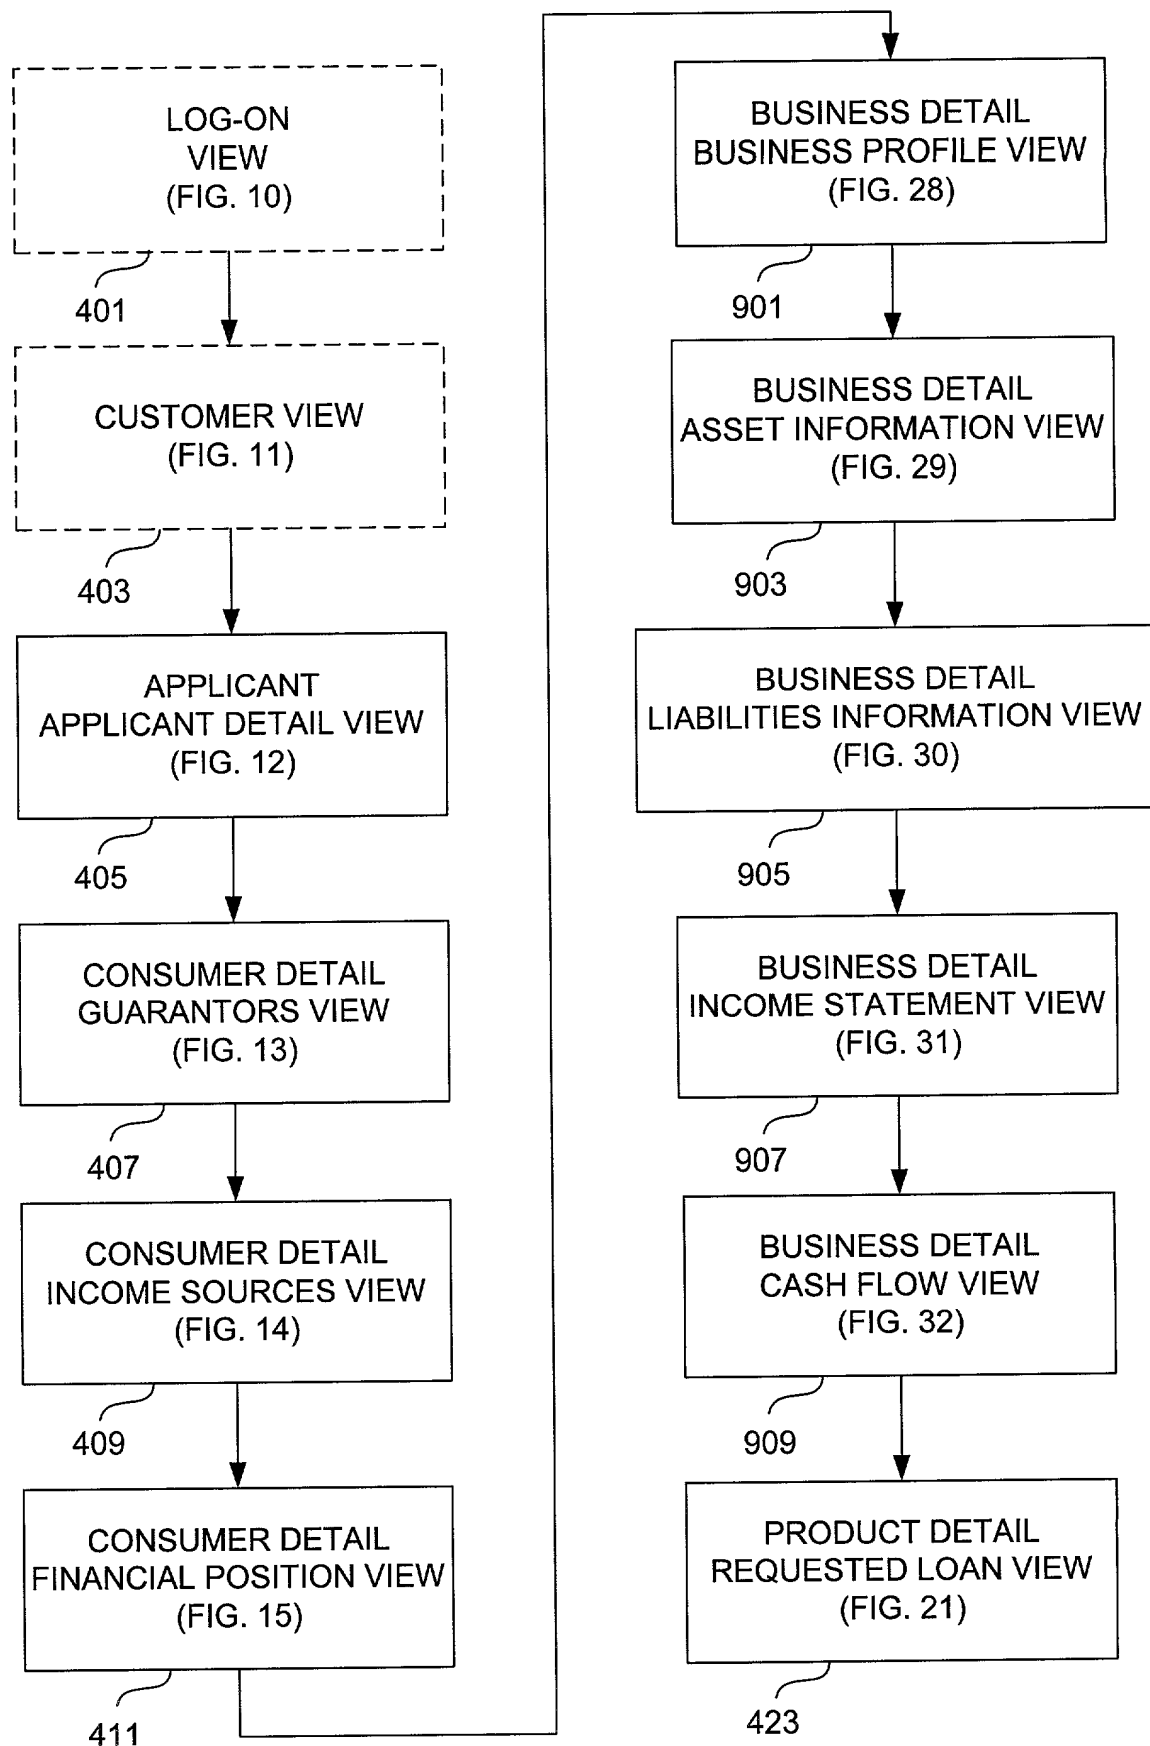 LOG-ON
VIEW
(FIG. 10)
401
CUSTOMER VIEW
(FIG. 11)
403
APPLICANT
APPLICANT DETAIL VIEW
(FIG. 12)
405
CONSUMER DETAIL
GUARANTORS VIEW
(FIG. 13)
407
CONSUMER DETAIL
INCOME SOURCES VIEW
(FIG. 14)
409
CONSUMER DETAIL
FINANCIAL POSITION VIEW
(FIG. 15)
411
BUSINESS DETAIL
BUSINESS PROFILE VIEW
(FIG. 28)
901
BUSINESS DETAIL
ASSET INFORMATION VIEW
(FIG. 29)
903
BUSINESS DETAIL
LIABILITIES INFORMATION VIEW
(FIG. 30)
905
BUSINESS DETAIL
INCOME STATEMENT VIEW
(FIG. 31)
907
BUSINESS DETAIL
CASH FLOW VIEW
(FIG. 32)
909
PRODUCT DETAIL
REQUESTED LOAN VIEW
(FIG. 21)
423